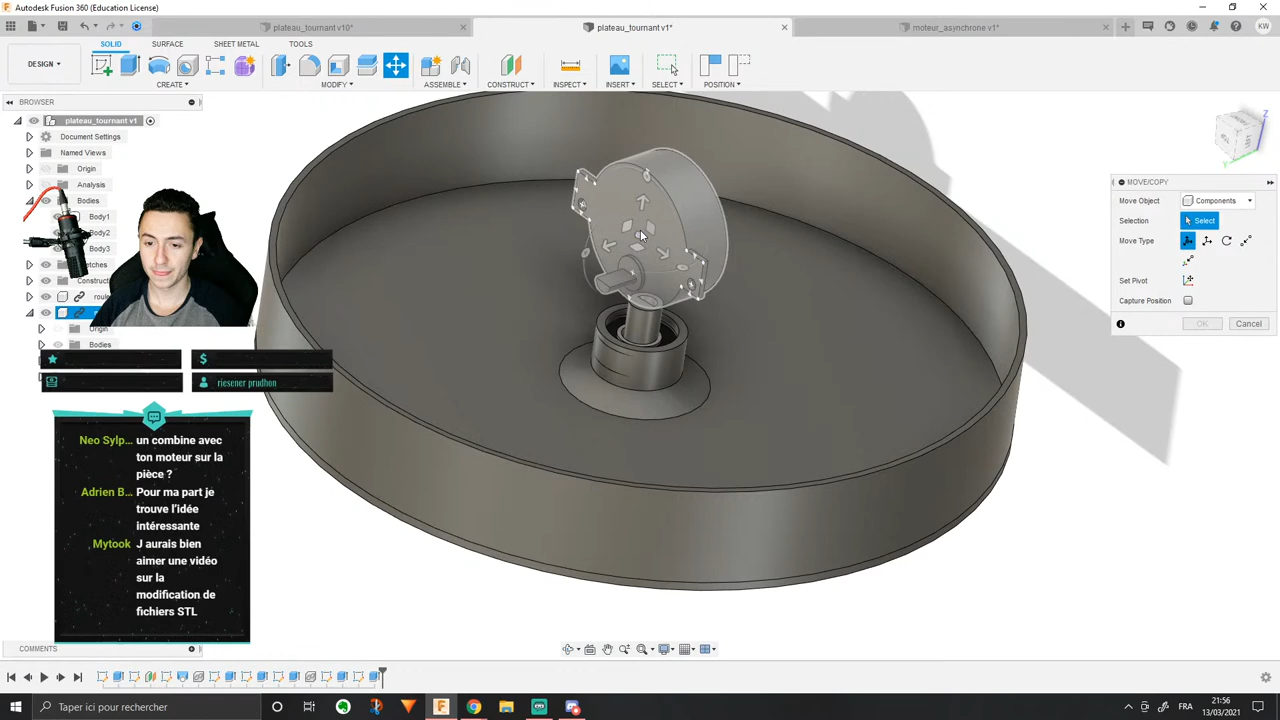 Autodesk Fusion 360 (Education License)
plateau_tournant v10*
plateau_tournant v1*
moteur_asynchrone v1*
KW
SOLID SURFACE SHEET METAL TOOLS
DESIGN
CREATE MODIFY ASSEMBLE CONSTRUCT INSPECT INSERT SELECT POSITION
BROWSER
plateau_tournant v1
Document Settings
Named Views
Origin
Analysis
Bodies
Body1
Body2
Body3
Origin
Bodies
MOVE/COPY
Move Object Components
Selection Select
Move Type
Set Pivot
Capture Position
OK Cancel
$
riesener prudhon
Neo Sylp... un combine avec
ton moteur sur la
pièce ?
Adrien B... Pour ma part je
trouve l'idée
intéressante
Mytook J aurais bien
aimer une vidéo
sur la
modification de
fichiers STL
COMMENTS
Taper ici pour rechercher
FRA
21:56
13/03/2021